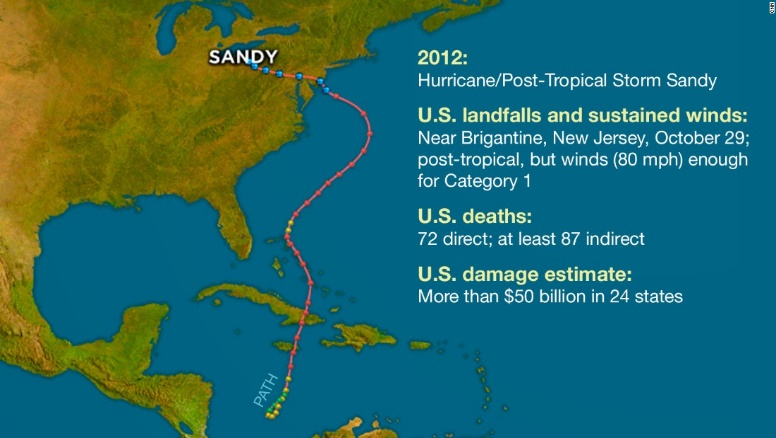 SANDY
2012:
Hurricane/Post-Tropical Storm Sandy
U.S. landfalls and sustained winds:
Near Brigantine, New Jersey, October 29;
post-tropical, but winds (80 mph) enough
for Category 1
U.S. deaths:
72 direct; at least 87 indirect
U.S. damage estimate:
More than $50 billion in 24 states
PATH
CNN